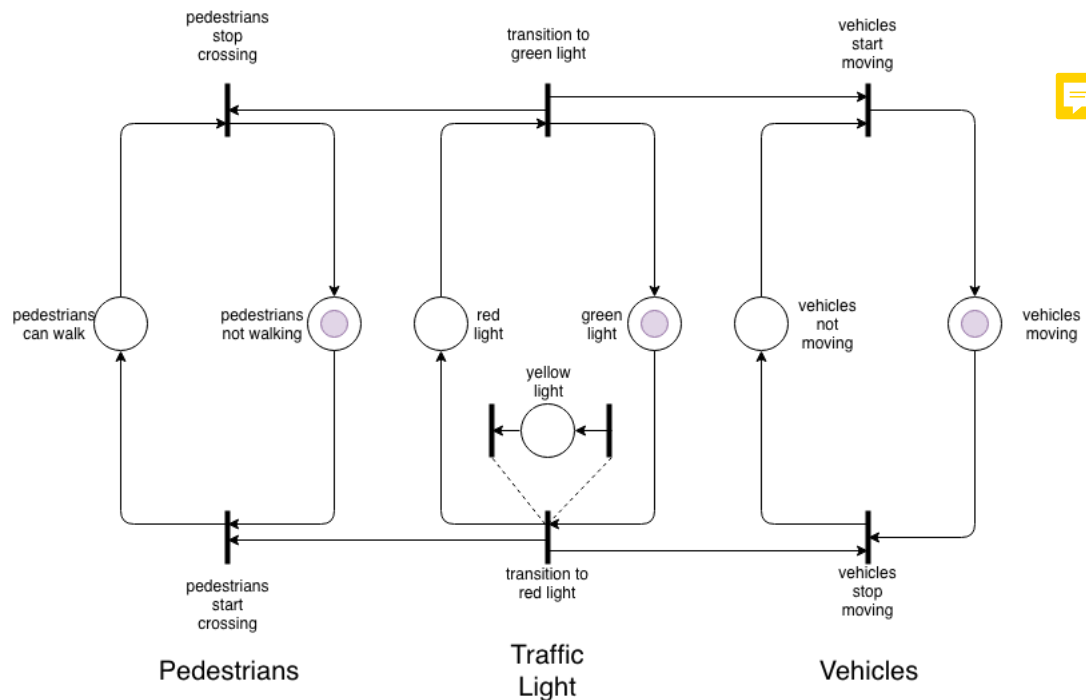 pedestrians
stop
crossing
transition to
green light
vehicles
start
moving
pedestrians
can walk
pedestrians
not walking
red
light
green
light
vehicles
not
moving
vehicles
moving
yellow
light
pedestrians
start
crossing
transition to
red light
vehicles
stop
moving
Pedestrians
Traffic
Light
Vehicles